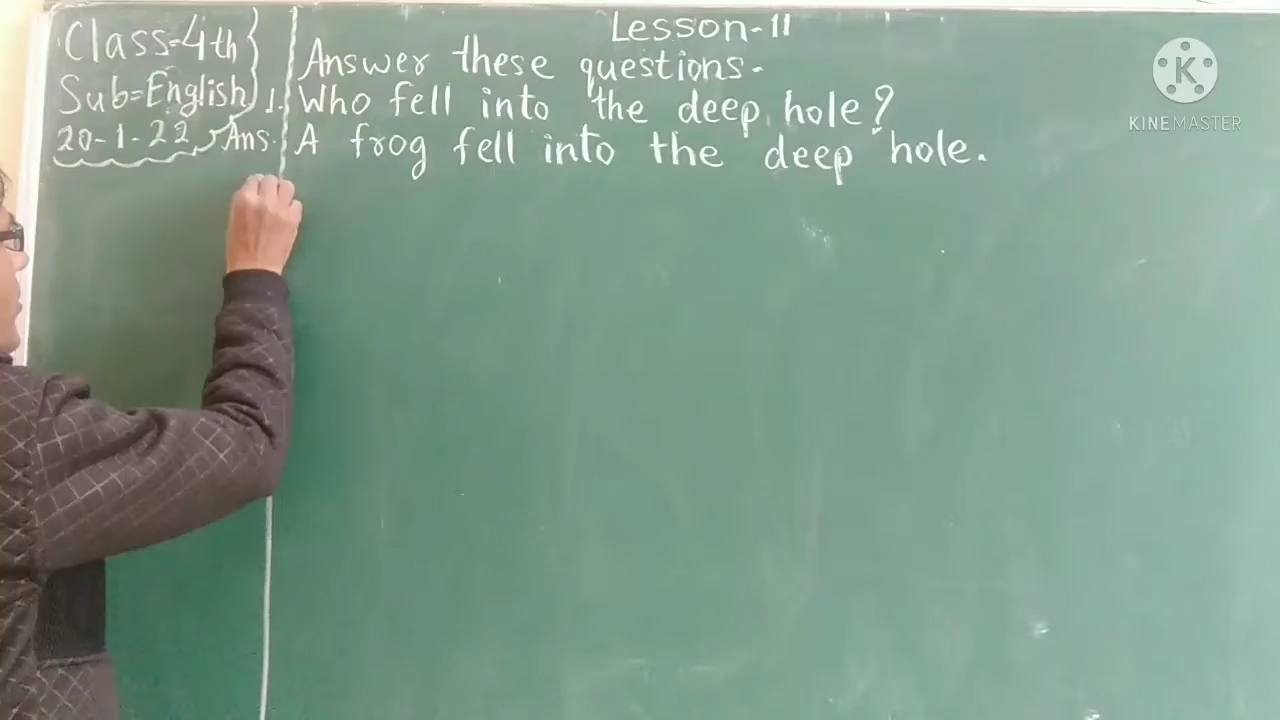 Lesson-11
Class-4th
Sub=English
20-1-22
Answer these questions.
1. Who fell into the deep hole?
Ans. A frog fell into the deep hole.
K
KINEMASTER